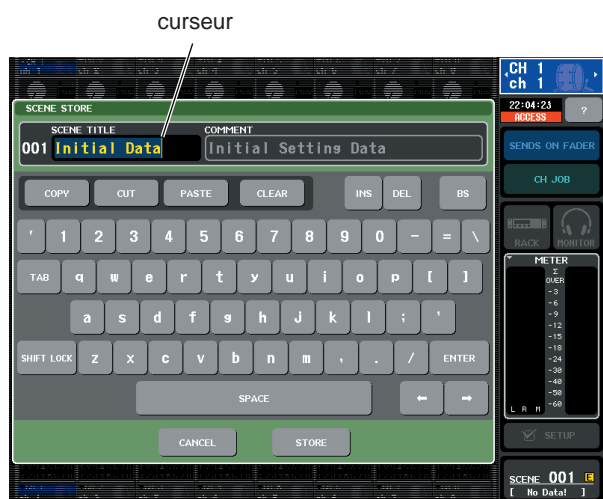 curseur
CH 1
ch 1
SCENE STORE
SCENE TITLE COMMENT
001 Initial Data Initial Setting Data
22:04:23
ACCESS
?
SENDS ON FADER
CH JOB
COPY CUT PASTE CLEAR INS DEL BS
' 1 2 3 4 5 6 7 8 9 0 - = \
TAB q w e r t y u i o p [ ]
a s d f g h j k l ; '
SHIFT LOCK z x c v b n m , . / ENTER
SPACE ← →
CANCEL STORE
RACK MONITOR
METER
Σ
OVER
-3
-6
-9
-12
-15
-18
-24
-30
-40
-50
-60
L R M
SETUP
SCENE 001 E
[ No Data! ]